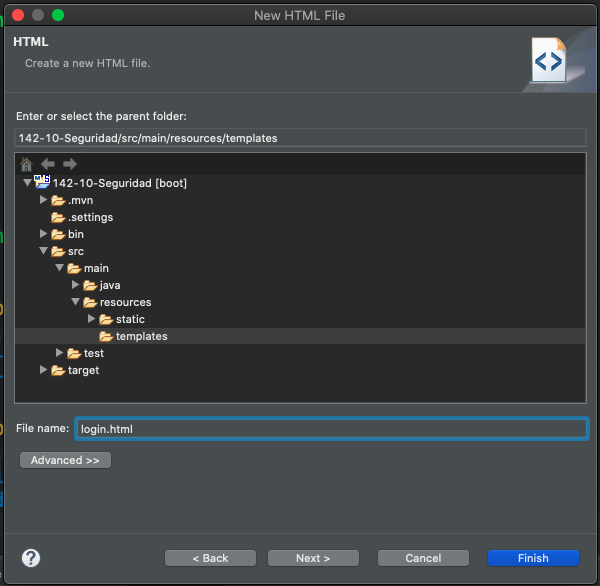 New HTML File
HTML
Create a new HTML file.
Enter or select the parent folder:
142-10-Seguridad/src/main/resources/templates
142-10-Seguridad [boot]
.mvn
.settings
bin
src
main
java
resources
static
templates
test
target
File name: login.html
Advanced >>
? < Back Next > Cancel Finish